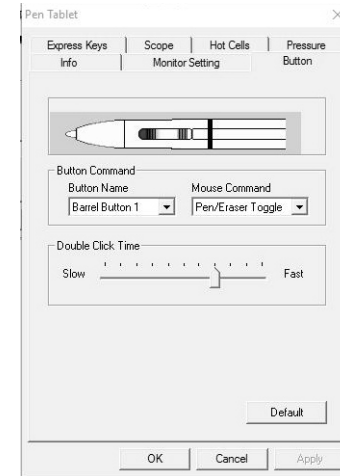 Pen Tablet
Express Keys Scope Hot Cells Pressure
Info Monitor Setting Button
Button Command
Button Name Mouse Command
Barrel Button 1 Pen/Eraser Toggle
Double Click Time
Slow Fast
Default
OK Cancel Apply